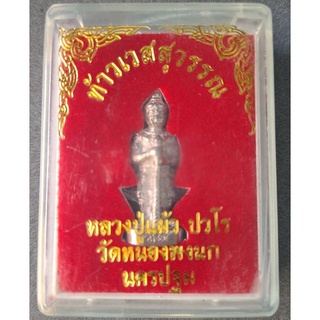 ท้าวเวสสุวรรณ
หลวงปู่แผ้ว ปวโร
วัดหนองพงนก
นครปฐม